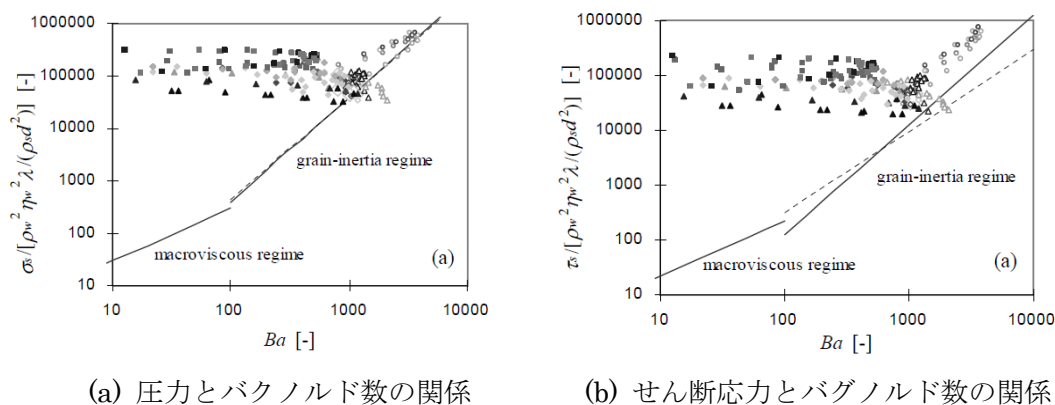 1000000
100000
10000
1000
100
10
σs/[ρw²ηw²λ/(ρsd²)] [-]
grain-inertia regime
macroviscous regime
(a)
10
100
1000
10000
Ba [-]
(a) 圧力とバクノルド数の関係
1000000
100000
10000
1000
100
10
τs/[ρw²ηw²λ/(ρsd²)] [-]
grain-inertia regime
macroviscous regime
(a)
10
100
1000
10000
Ba [-]
(b) せん断応力とバグノルド数の関係